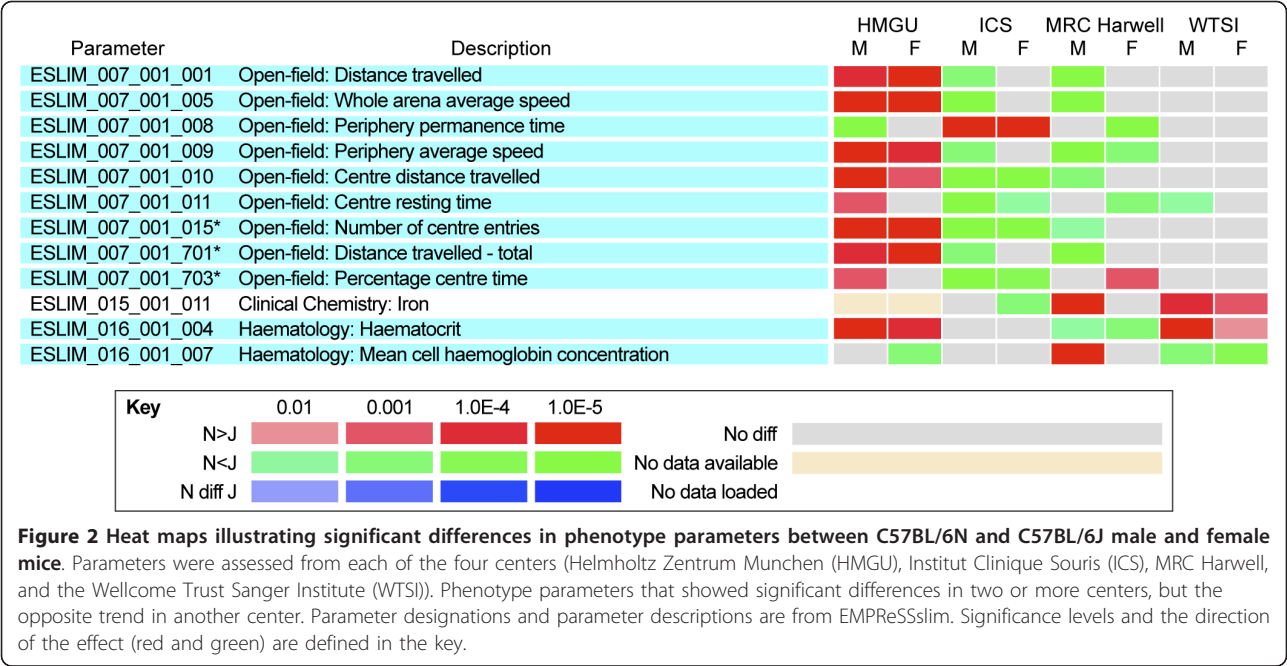 HMGU ICS MRC Harwell WTSI
Parameter Description M F M F M F M F
ESLIM_007_001_001 Open-field: Distance travelled
ESLIM_007_001_005 Open-field: Whole arena average speed
ESLIM_007_001_008 Open-field: Periphery permanence time
ESLIM_007_001_009 Open-field: Periphery average speed
ESLIM_007_001_010 Open-field: Centre distance travelled
ESLIM_007_001_011 Open-field: Centre resting time
ESLIM_007_001_015* Open-field: Number of centre entries
ESLIM_007_001_701* Open-field: Distance travelled - total
ESLIM_007_001_703* Open-field: Percentage centre time
ESLIM_015_001_011 Clinical Chemistry: Iron
ESLIM_016_001_004 Haematology: Haematocrit
ESLIM_016_001_007 Haematology: Mean cell haemoglobin concentration
Key 0.01 0.001 1.0E-4 1.0E-5
N>J No diff
N<J No data available
N diff J No data loaded
Figure 2 Heat maps illustrating significant differences in phenotype parameters between C57BL/6N and C57BL/6J male and female
mice. Parameters were assessed from each of the four centers (Helmholtz Zentrum Munchen (HMGU), Institut Clinique Souris (ICS), MRC Harwell,
and the Wellcome Trust Sanger Institute (WTSI)). Phenotype parameters that showed significant differences in two or more centers, but the
opposite trend in another center. Parameter designations and parameter descriptions are from EMPReSSslim. Significance levels and the direction
of the effect (red and green) are defined in the key.